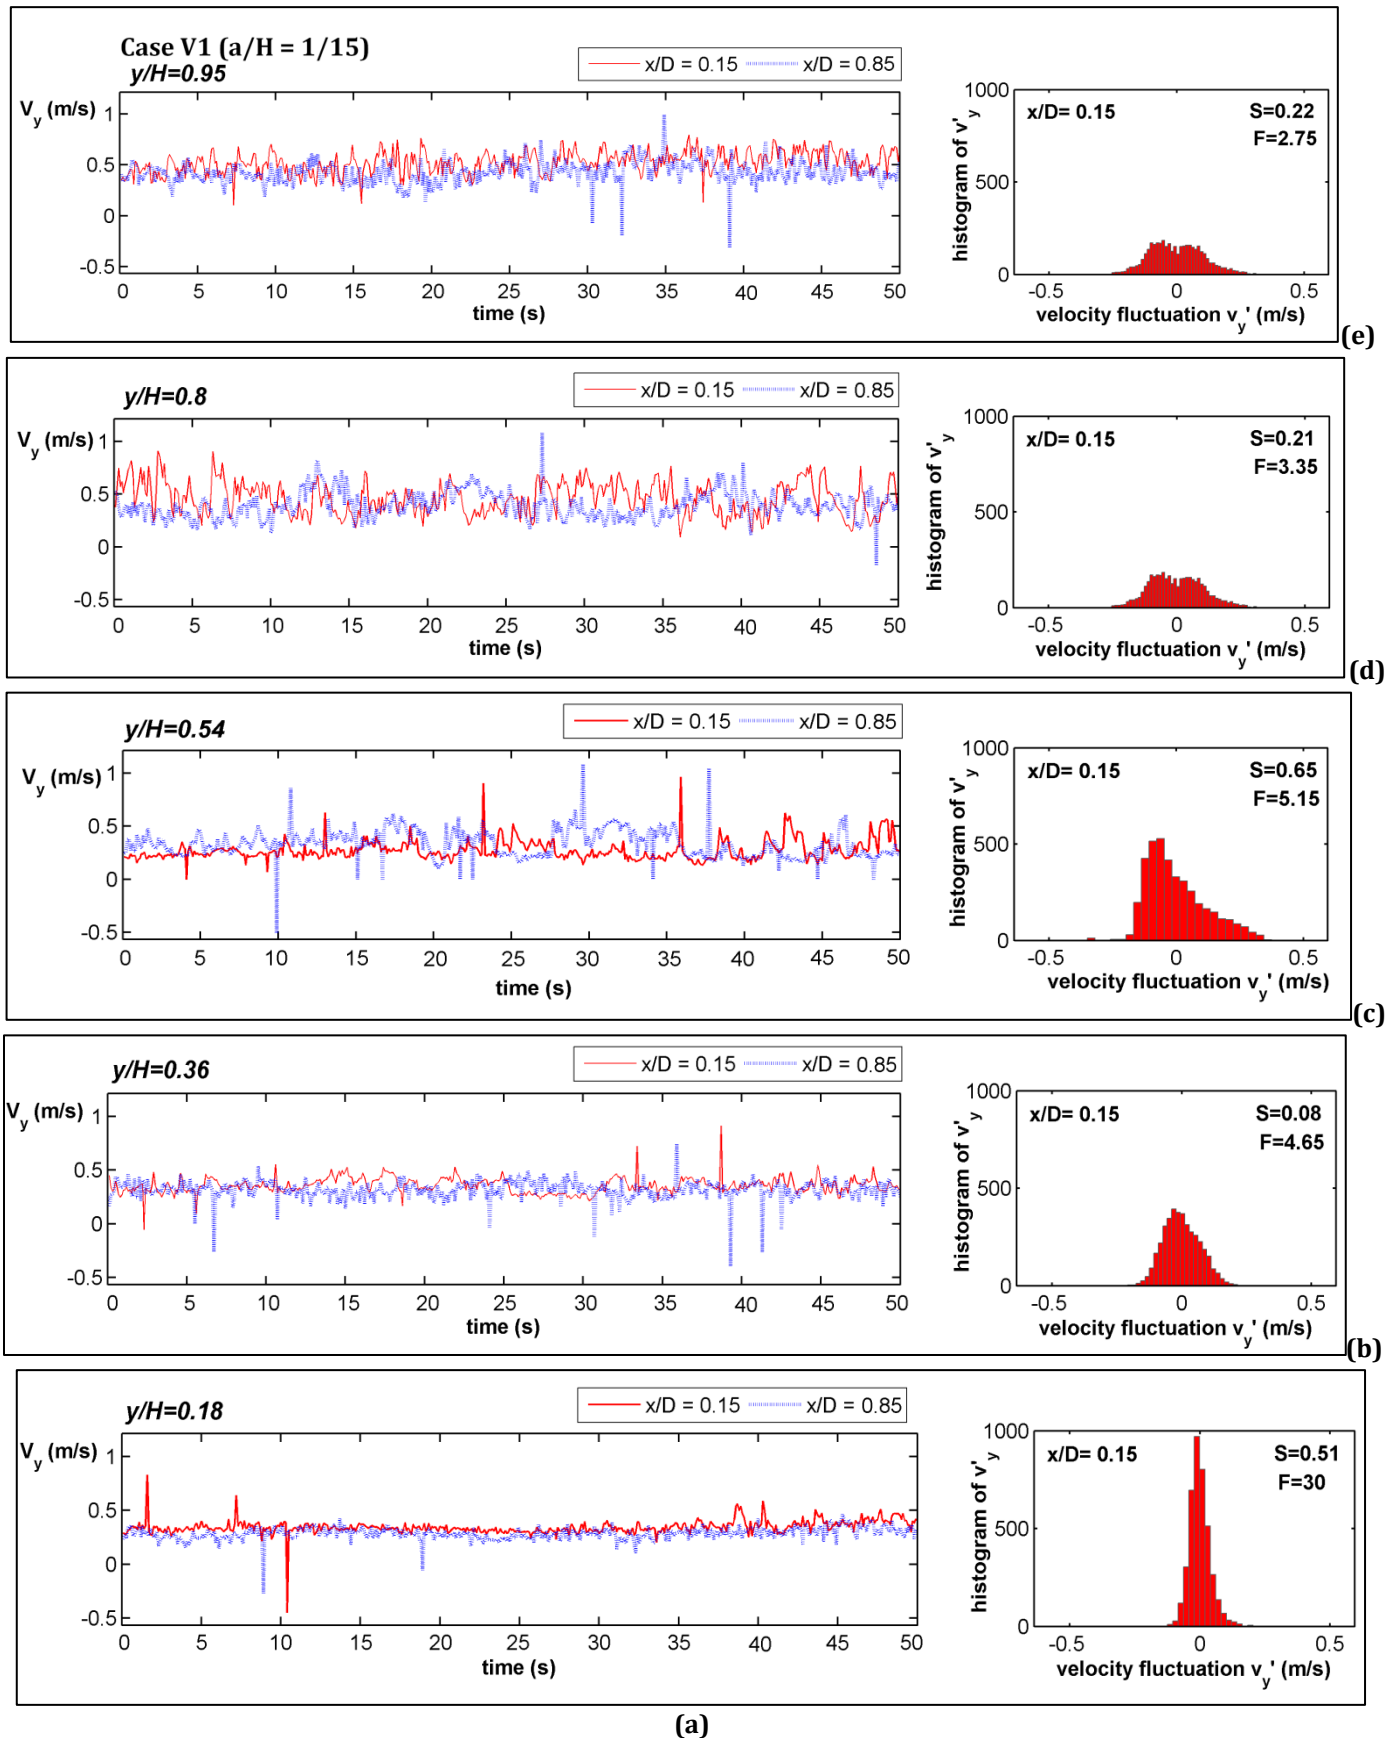 Case V1 (a/H = 1/15)
y/H=0.95
x/D = 0.15 x/D = 0.85
V_y (m/s)
1
0.5
0
-0.5
0 5 10 15 20 25 30 35 40 45 50
time (s)
histogram of v'_y
1000
500
0
x/D= 0.15
S=0.22
F=2.75
-0.5 0 0.5
velocity fluctuation v_y' (m/s)
(e)
y/H=0.8
x/D = 0.15 x/D = 0.85
V_y (m/s)
1
0.5
0
-0.5
0 5 10 15 20 25 30 35 40 45 50
time (s)
histogram of v'_y
1000
500
0
x/D= 0.15
S=0.21
F=3.35
-0.5 0 0.5
velocity fluctuation v_y' (m/s)
(d)
y/H=0.54
x/D = 0.15 x/D = 0.85
V_y (m/s)
1
0.5
0
-0.5
0 5 10 15 20 25 30 35 40 45 50
time (s)
histogram of v'_y
1000
500
0
x/D= 0.15
S=0.65
F=5.15
-0.5 0 0.5
velocity fluctuation v_y' (m/s)
(c)
y/H=0.36
x/D = 0.15 x/D = 0.85
V_y (m/s)
1
0.5
0
-0.5
0 5 10 15 20 25 30 35 40 45 50
time (s)
histogram of v'_y
1000
500
0
x/D= 0.15
S=0.08
F=4.65
-0.5 0 0.5
velocity fluctuation v_y' (m/s)
(b)
y/H=0.18
x/D = 0.15 x/D = 0.85
V_y (m/s)
1
0.5
0
-0.5
0 5 10 15 20 25 30 35 40 45 50
time (s)
histogram of v'_y
1000
500
0
x/D= 0.15
S=0.51
F=30
-0.5 0 0.5
velocity fluctuation v_y' (m/s)
(a)